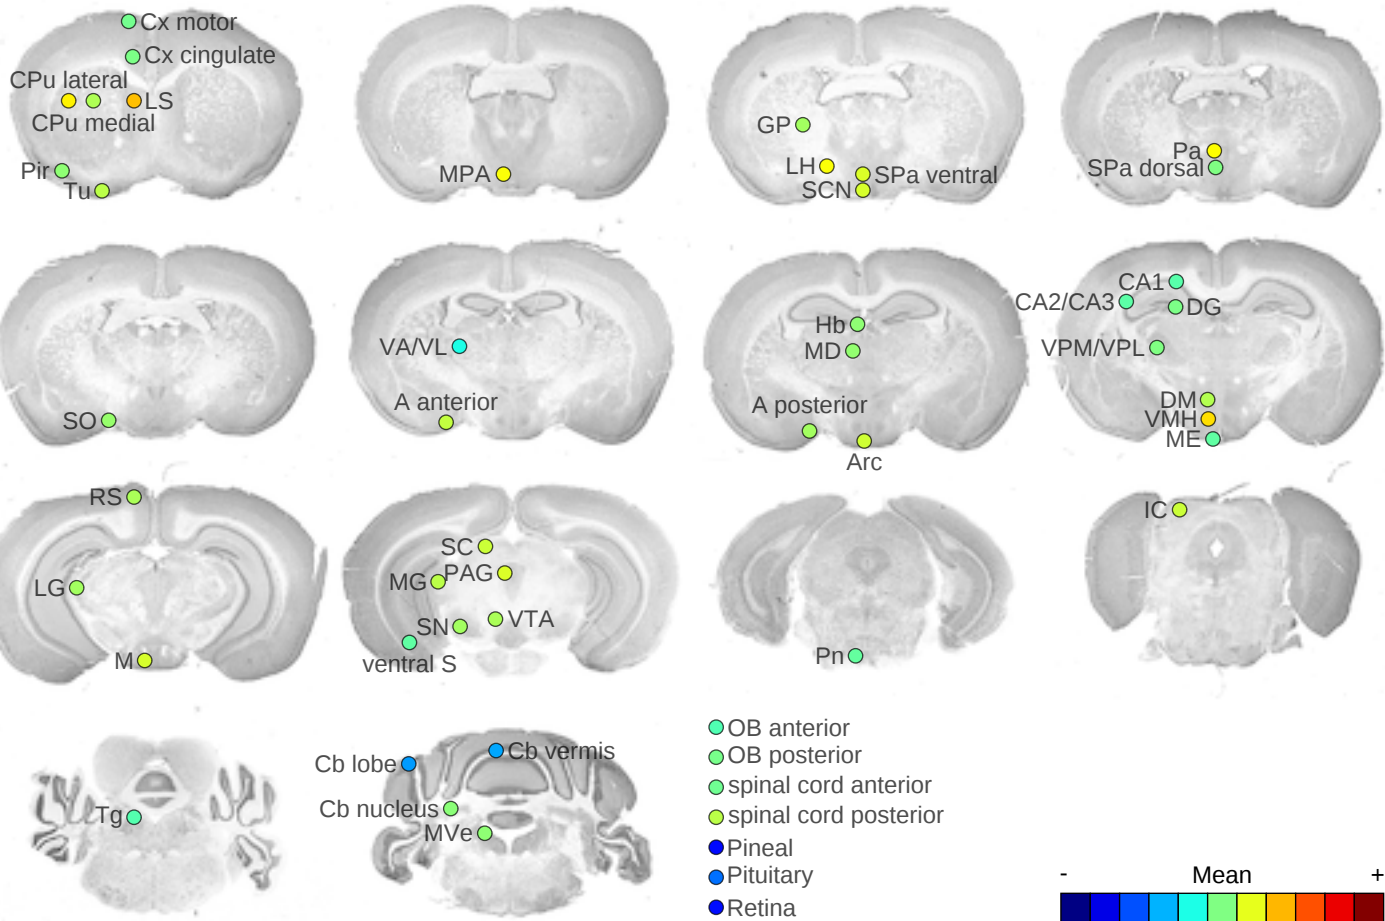 Cx motor
Cx cingulate
CPu lateral
LS
CPu medial
Pir
Tu
MPA
GP
LH
SPa ventral
SCN
Pa
SPa dorsal
SO
VA/VL
A anterior
Hb
MD
A posterior
Arc
CA1
CA2/CA3
DG
VPM/VPL
DM
VMH
ME
RS
LG
M
SC
PAG
MG
VTA
SN
ventral S
Pn
IC
Tg
Cb vermis
Cb lobe
Cb nucleus
MVe
OB anterior
OB posterior
spinal cord anterior
spinal cord posterior
Pineal
Pituitary
Retina
- Mean +